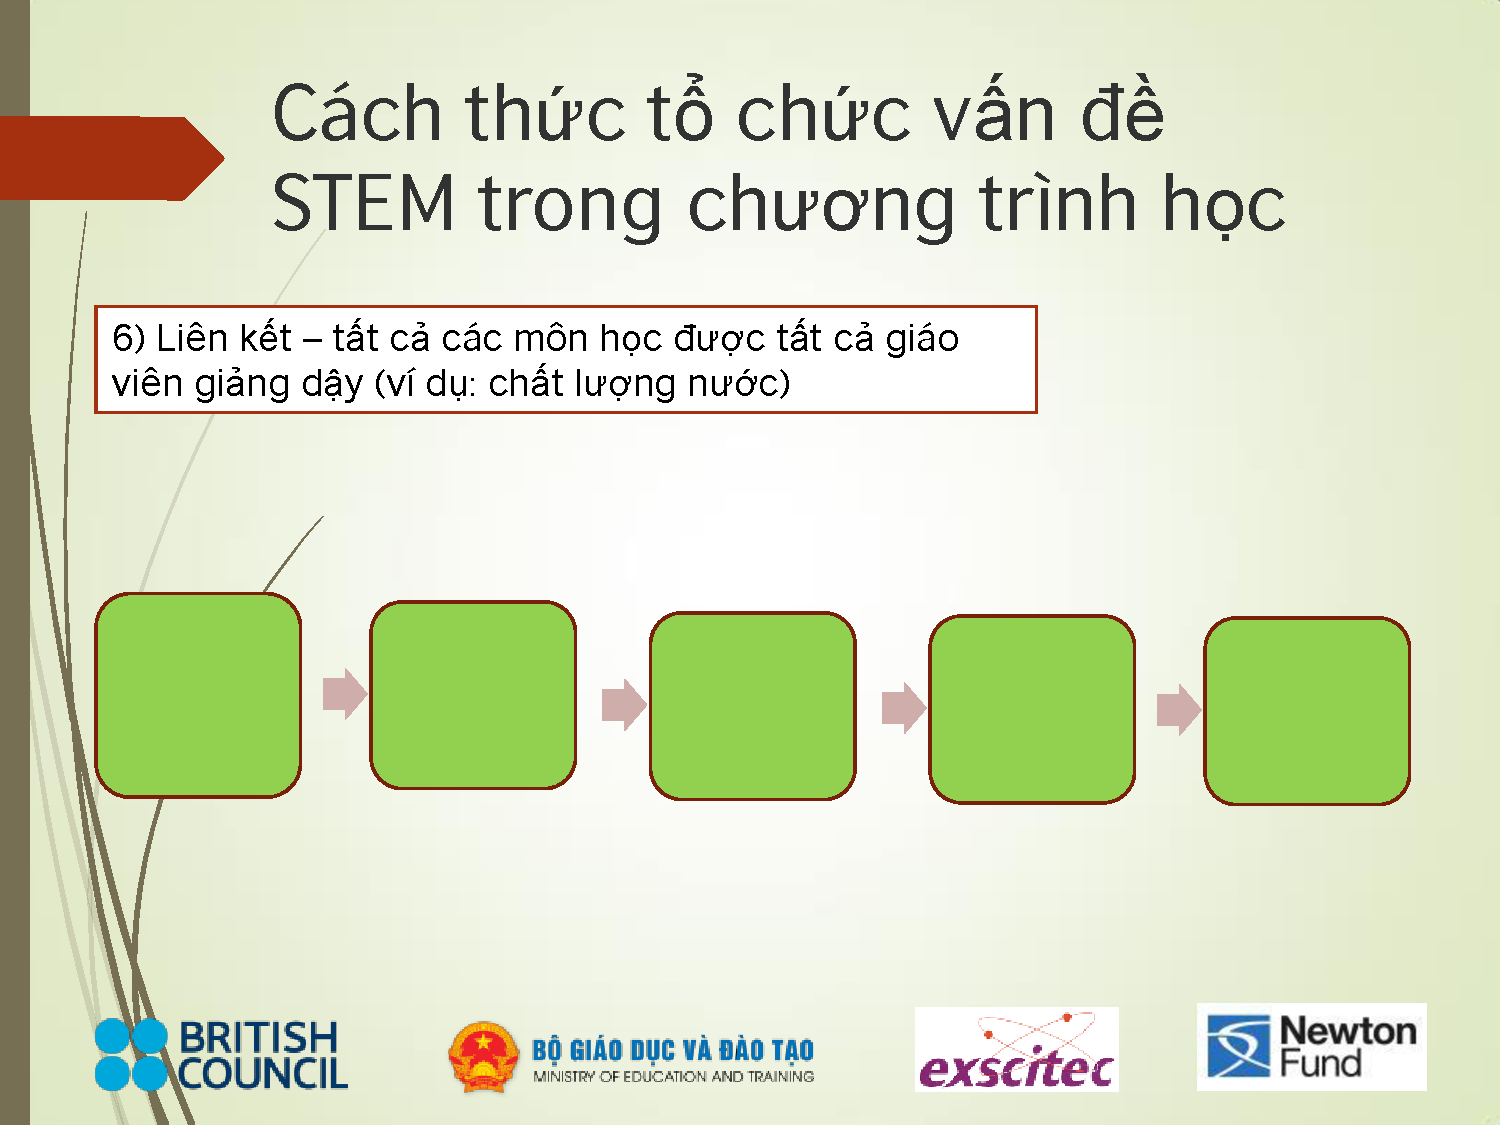 Cách thức tổ chức vấn đề
STEM trong chương trình học
6) Liên kết – tất cả các môn học được tất cả giáo
viên giảng dậy (ví dụ: chất lượng nước)
BRITISH
COUNCIL
BỘ GIÁO DỤC VÀ ĐÀO TẠO
MINISTRY OF EDUCATION AND TRAINING
exscitec
Newton
Fund